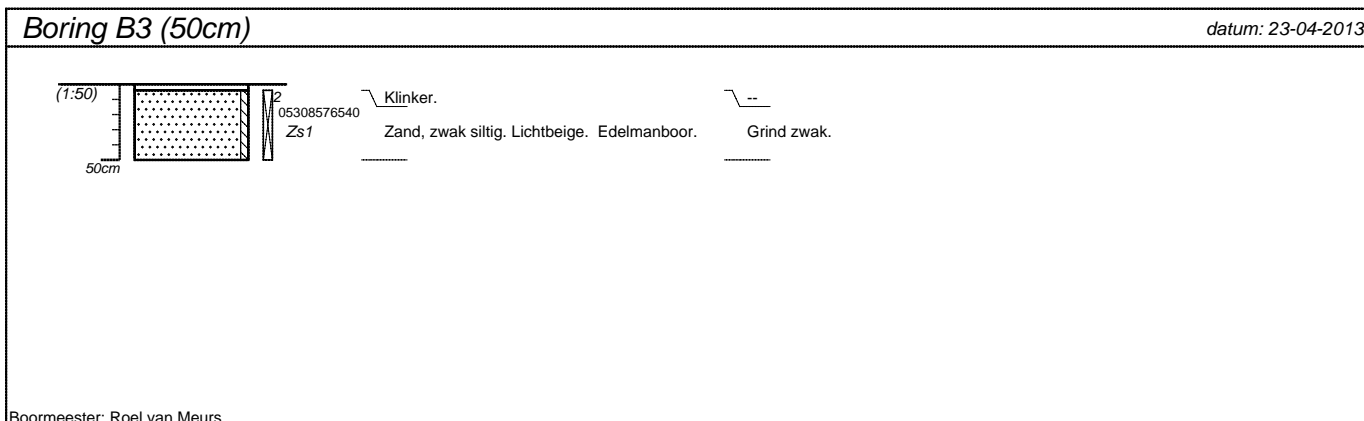 Boring B3 (50cm)
datum: 23-04-2013
(1:50)
2
Klinker.
--
05308576540
Zs1
Zand, zwak siltig. Lichtbeige. Edelmanboor.
Grind zwak.
50cm
Boormeester: Roel van Meurs